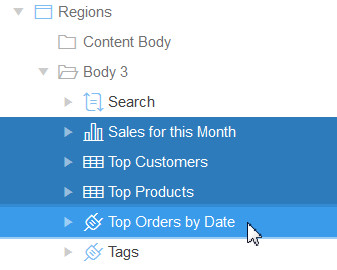 Regions
Content Body
Body 3
Search
Sales for this Month
Top Customers
Top Products
Top Orders by Date
Tags